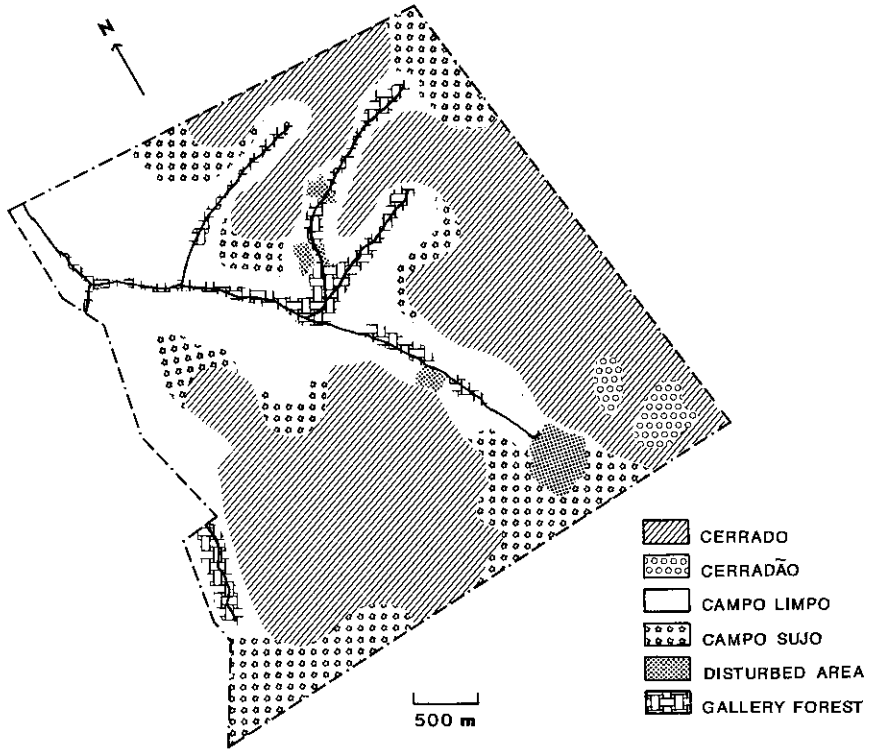 N
CERRADO
CERRADÃO
CAMPO LIMPO
CAMPO SUJO
DISTURBED AREA
GALLERY FOREST
500 m